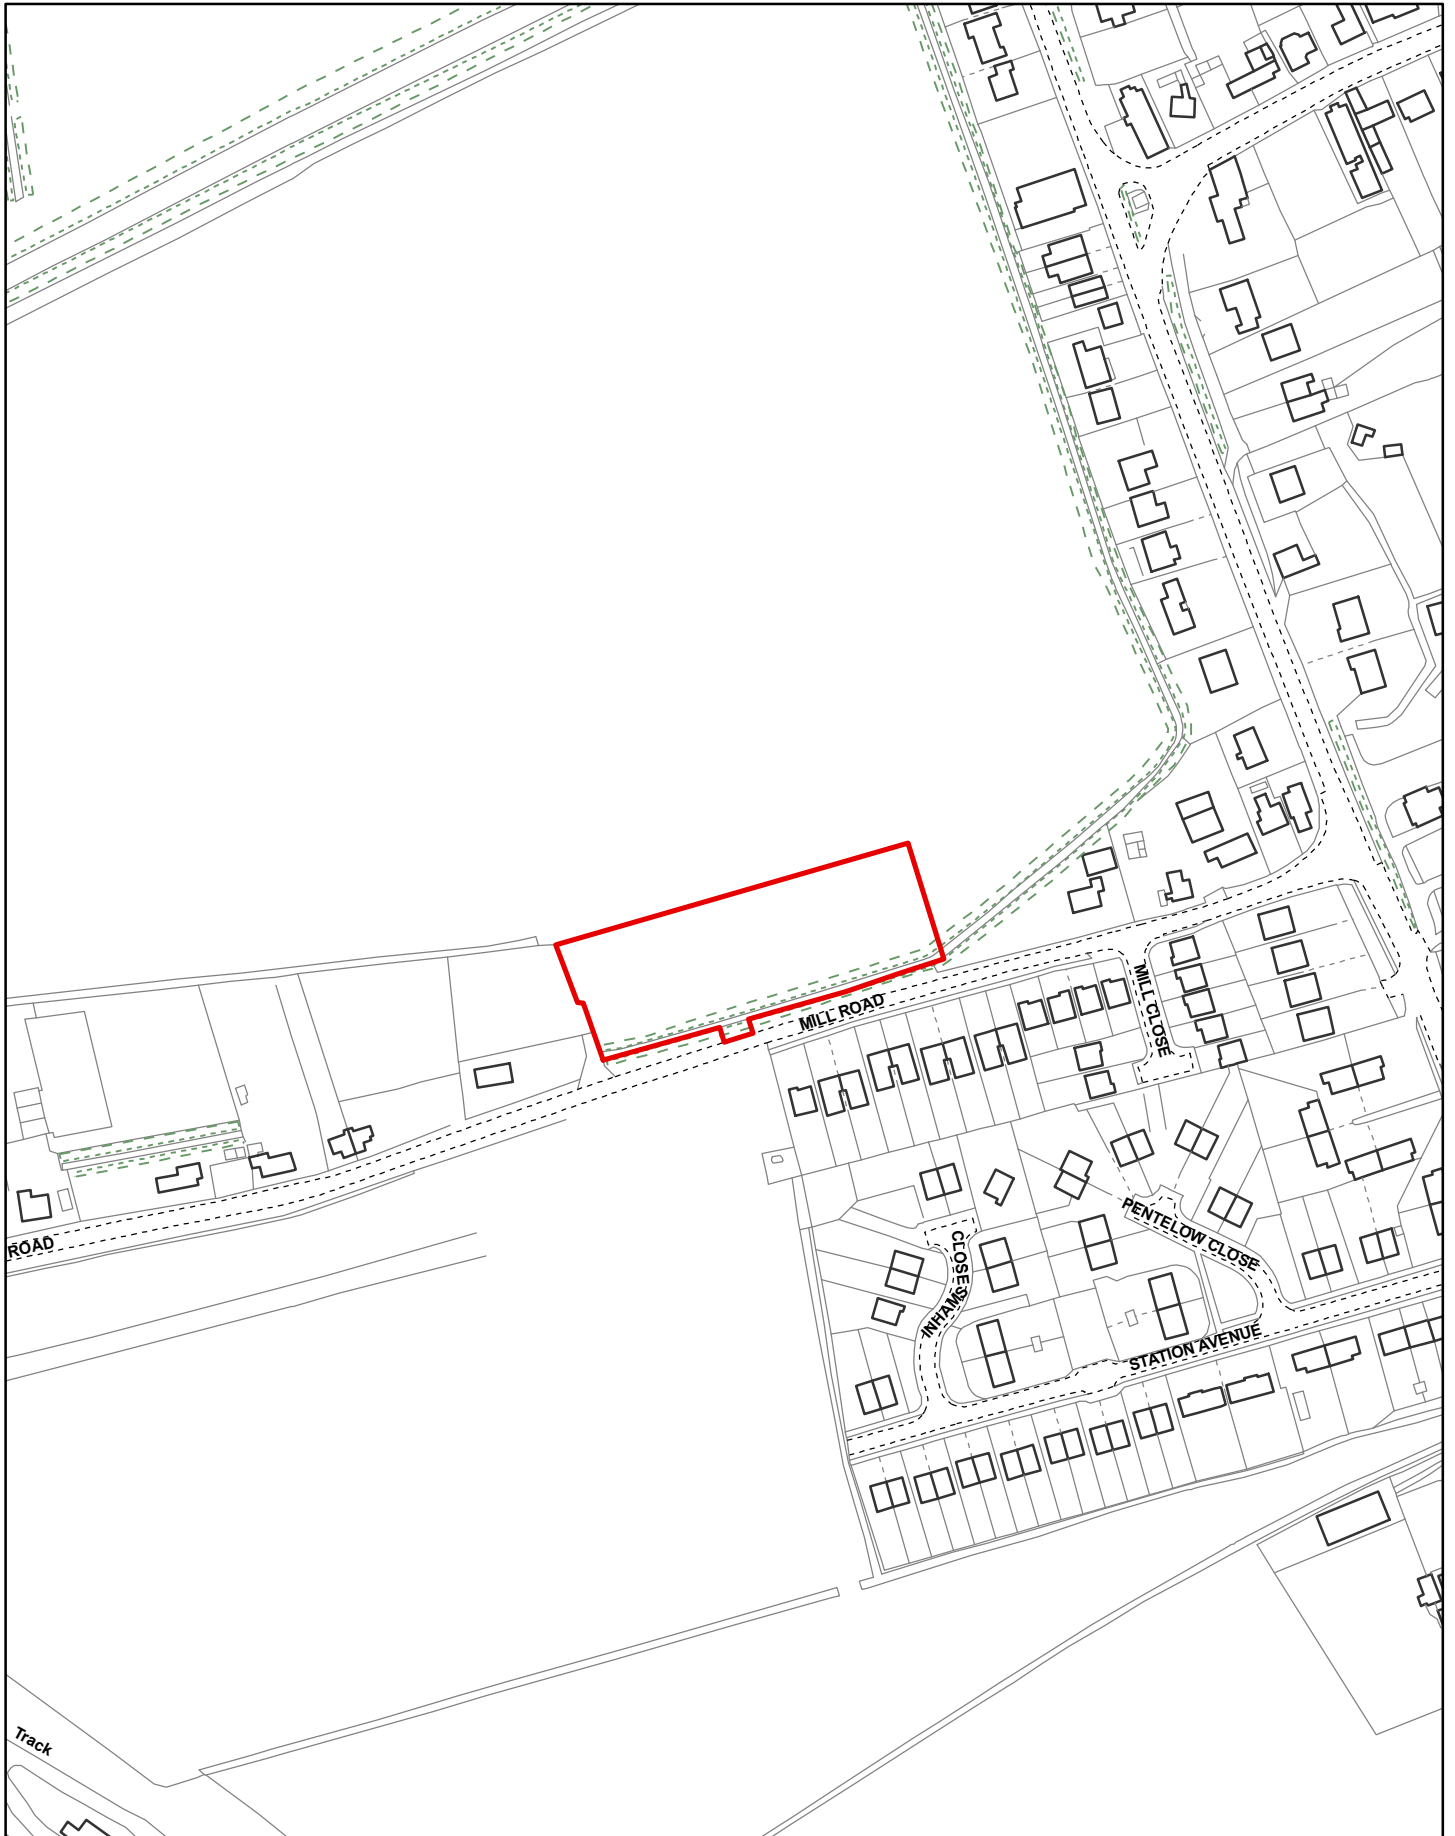 MILL ROAD
MILL CLOSE
PENTELOW CLOSE
ROAD
INHAMS CLOSE
STATION AVENUE
Track